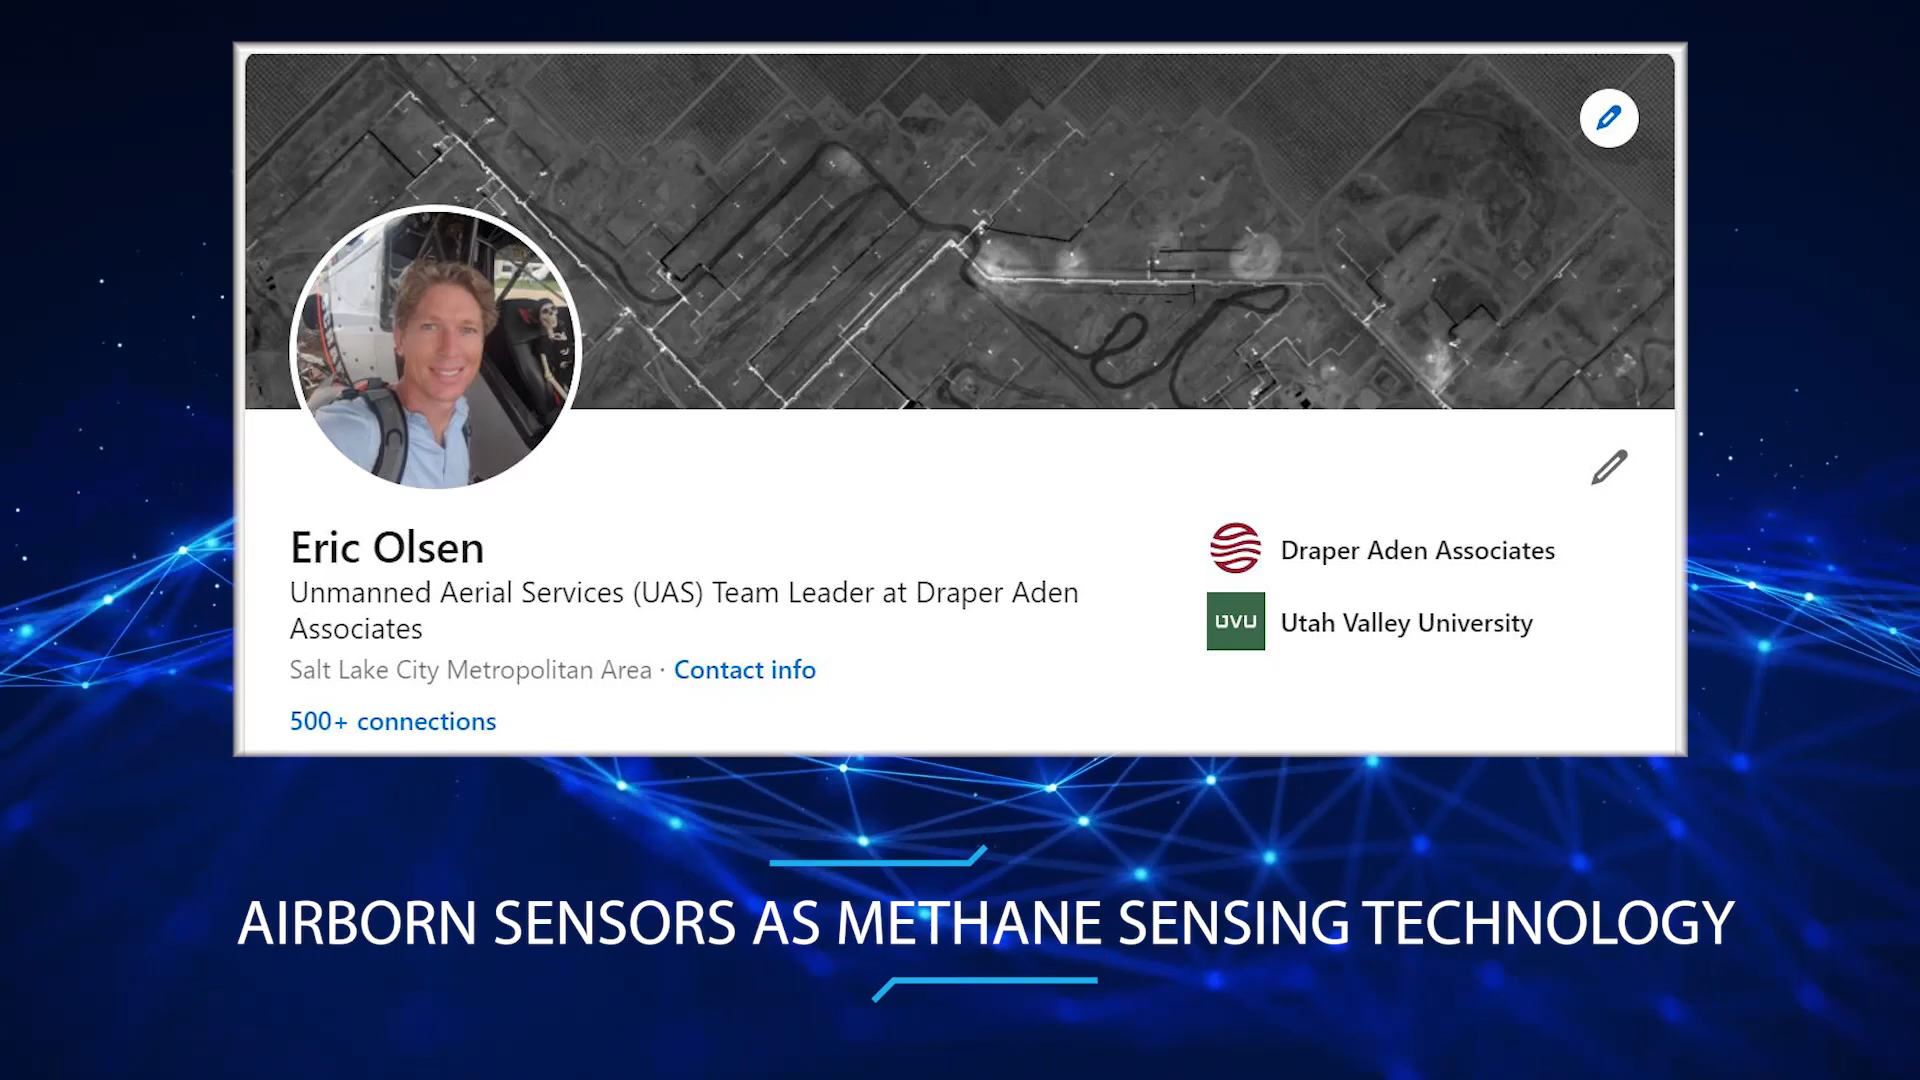 Eric Olsen
Unmanned Aerial Services (UAS) Team Leader at Draper Aden
Associates
Salt Lake City Metropolitan Area · Contact info
500+ connections
Draper Aden Associates
UVU
Utah Valley University
AIRBORN SENSORS AS METHANE SENSING TECHNOLOGY